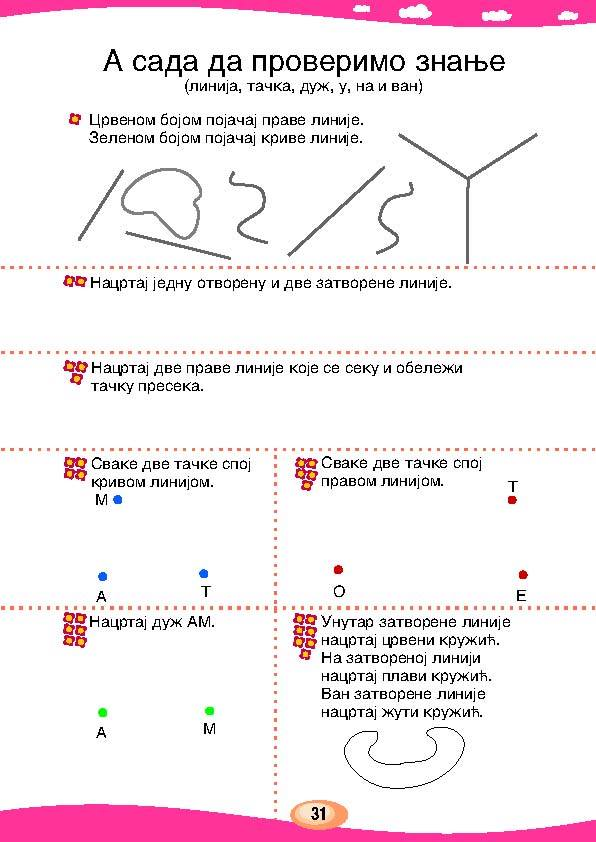 А сада да проверимо знање
(линија, тачка, дуж, у, на и ван)
Црвеном бојом појачај праве линије.
Зеленом бојом појачај криве линије.
Нацртај једну отворену и две затворене линије.
Нацртај две праве линије које се секу и обележи
тачку пресека.
Сваке две тачке спој
кривом линијом.
М
А
Т
Сваке две тачке спој
правом линијом.
Т
О
Е
Нацртај дуж АМ.
А
М
Унутар затворене линије
нацртај црвени кружић.
На затвореној линији
нацртај плави кружић.
Ван затворене линије
нацртај жути кружић.
31